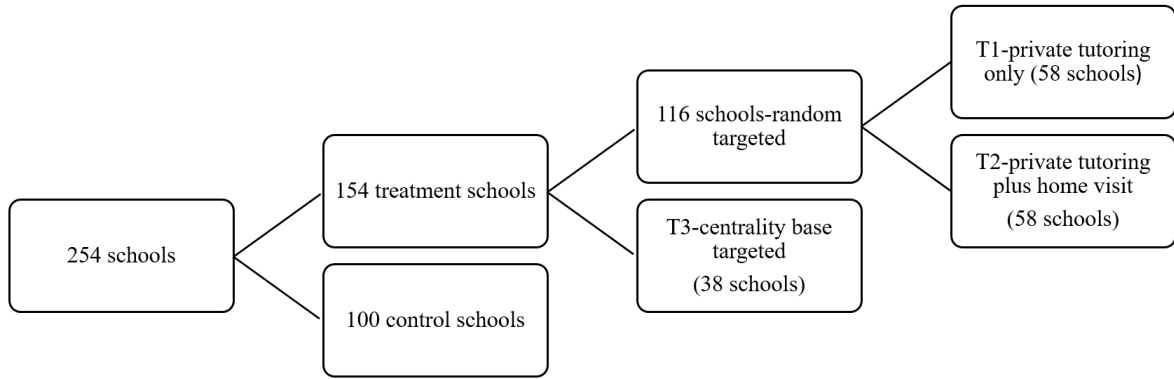 254 schools
154 treatment schools
100 control schools
116 schools-random
targeted
T3-centrality base
targeted
(38 schools)
T1-private tutoring
only (58 schools)
T2-private tutoring
plus home visit
(58 schools)